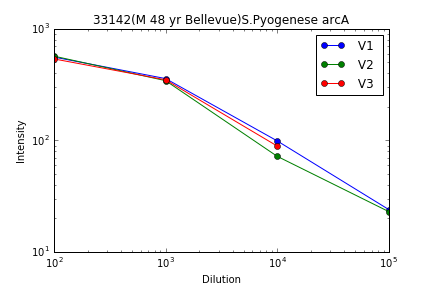 33142(M 48 yr Bellevue)S.Pyogenese arcA
10³
V1
V2
V3
Intensity
10²
10¹
10²
10³
10⁴
10⁵
Dilution